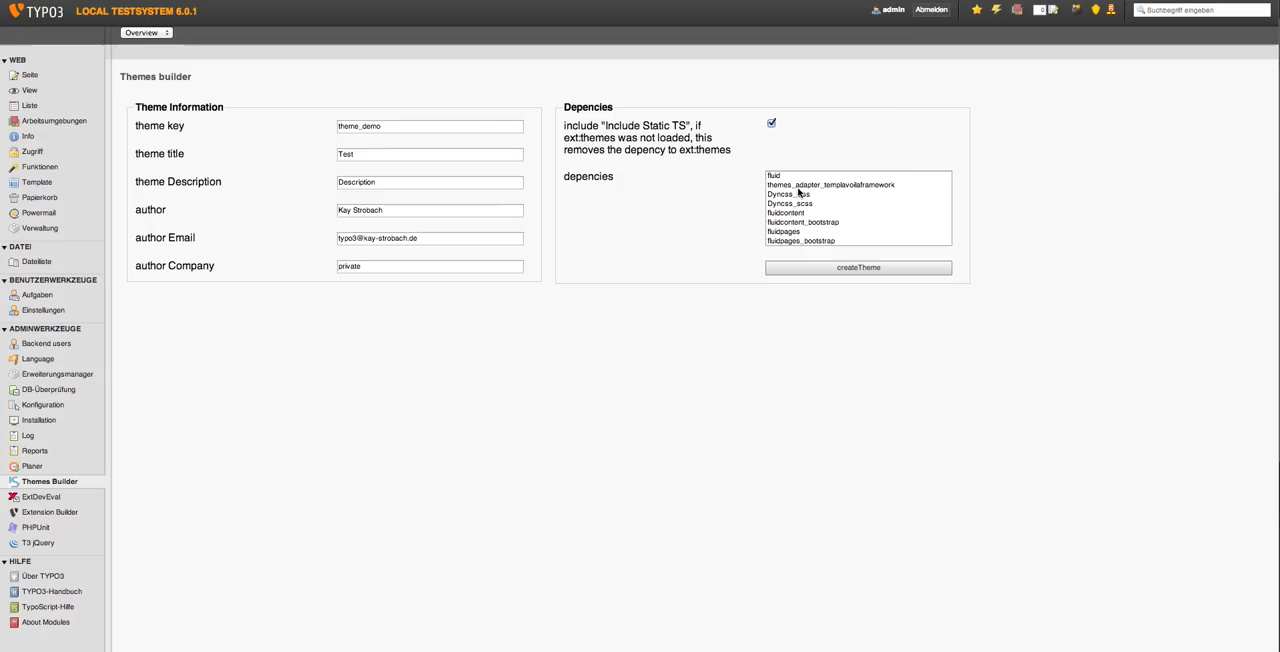 TYPO3 LOCAL TESTSYSTEM 6.0.1
admin Abmelden 0 Suchbegriff eingeben
Overview
WEB
Seite
View
Liste
Arbeitsumgebungen
Info
Zugriff
Funktionen
Template
Papierkorb
Powermail
Verwaltung
DATEI
Dateiliste
BENUTZERWERKZEUGE
Aufgaben
Einstellungen
ADMINWERKZEUGE
Backend users
Language
Erweiterungsmanager
DB-Überprüfung
Konfiguration
Installation
Log
Reports
Planer
Themes Builder
ExtDevEval
Extension Builder
PHPUnit
T3 jQuery
HILFE
Über TYPO3
TYPO3-Handbuch
TypoScript-Hilfe
About Modules
Themes builder
Theme Information
theme key theme_demo
theme title Test
theme Description Description
author Kay Strobach
author Email typo3@kay-strobach.de
author Company private
Depencies
include "Include Static TS", if
ext:themes was not loaded, this
removes the depency to ext:themes
depencies
fluid
themes_adapter_templavoilaframework
Dyncss_scss
fluidcontent
fluidcontent_bootstrap
fluidpages
fluidpages_bootstrap
createTheme